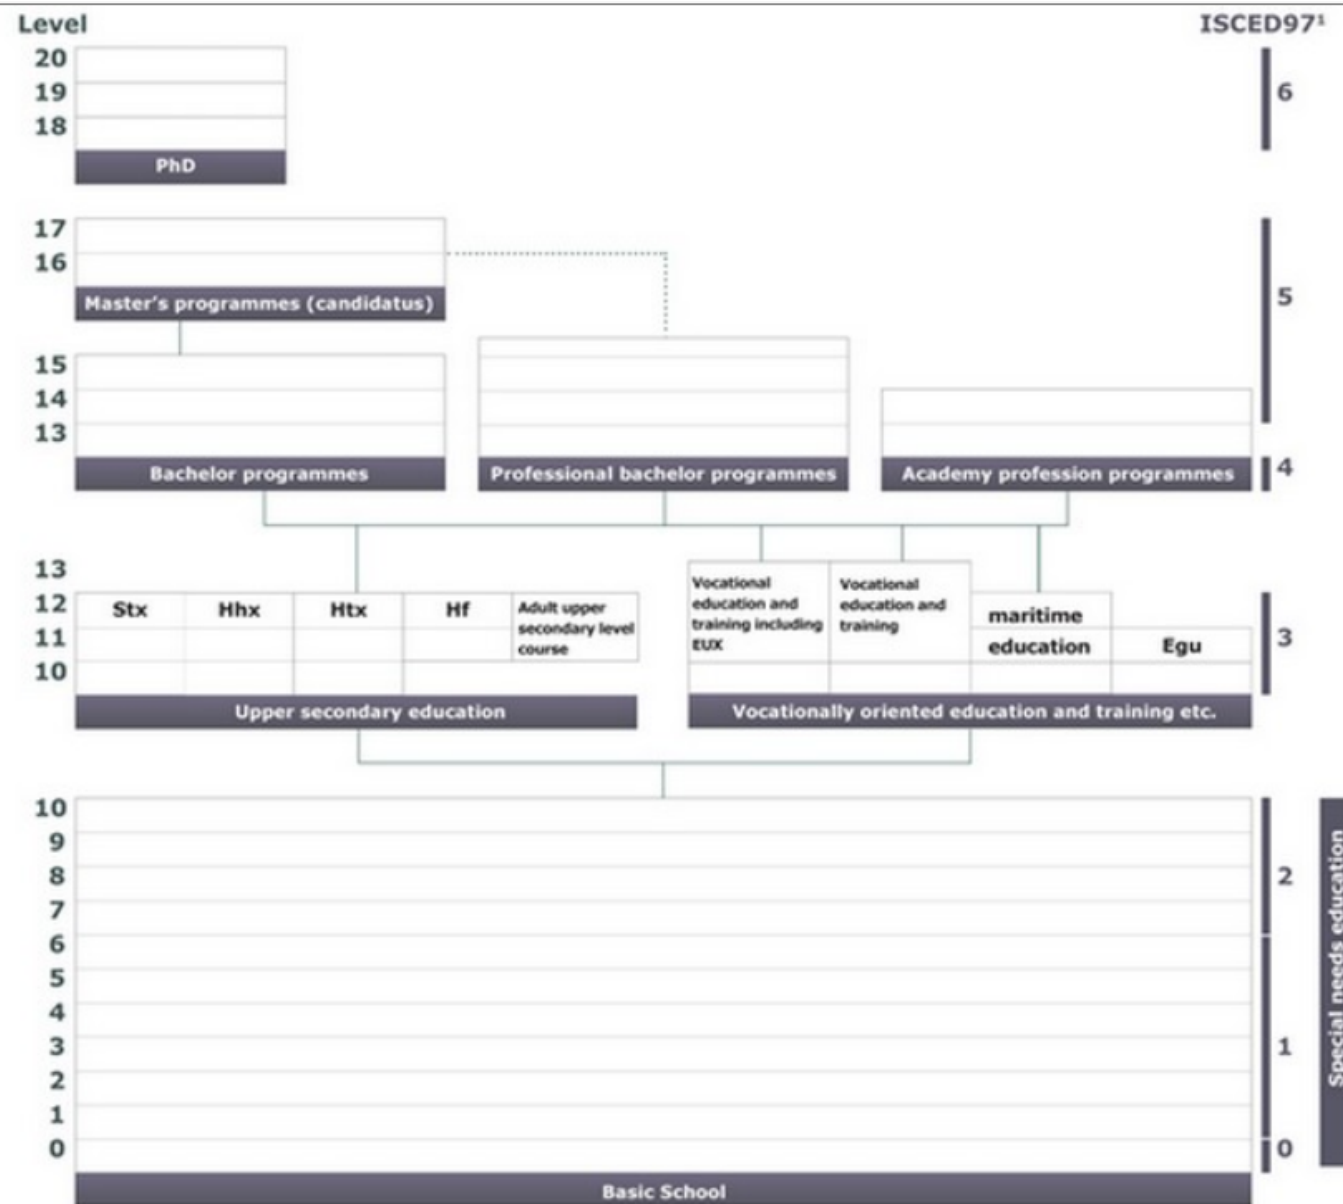 Level
ISCED97¹
20
19
18
6
PhD
17
16
5
Master's programmes (candidatus)
15
14
13
Bachelor programmes
Professional bachelor programmes
Academy profession programmes
4
13
12
11
10
Stx
Hhx
Htx
Hf
Adult upper
secondary level
course
Vocational
education and
training including
EUX
Vocational
education and
training
maritime
education
Egu
3
Upper secondary education
Vocationally oriented education and training etc.
10
9
8
7
6
5
4
3
2
1
0
2
1
0
Special needs education
Basic School